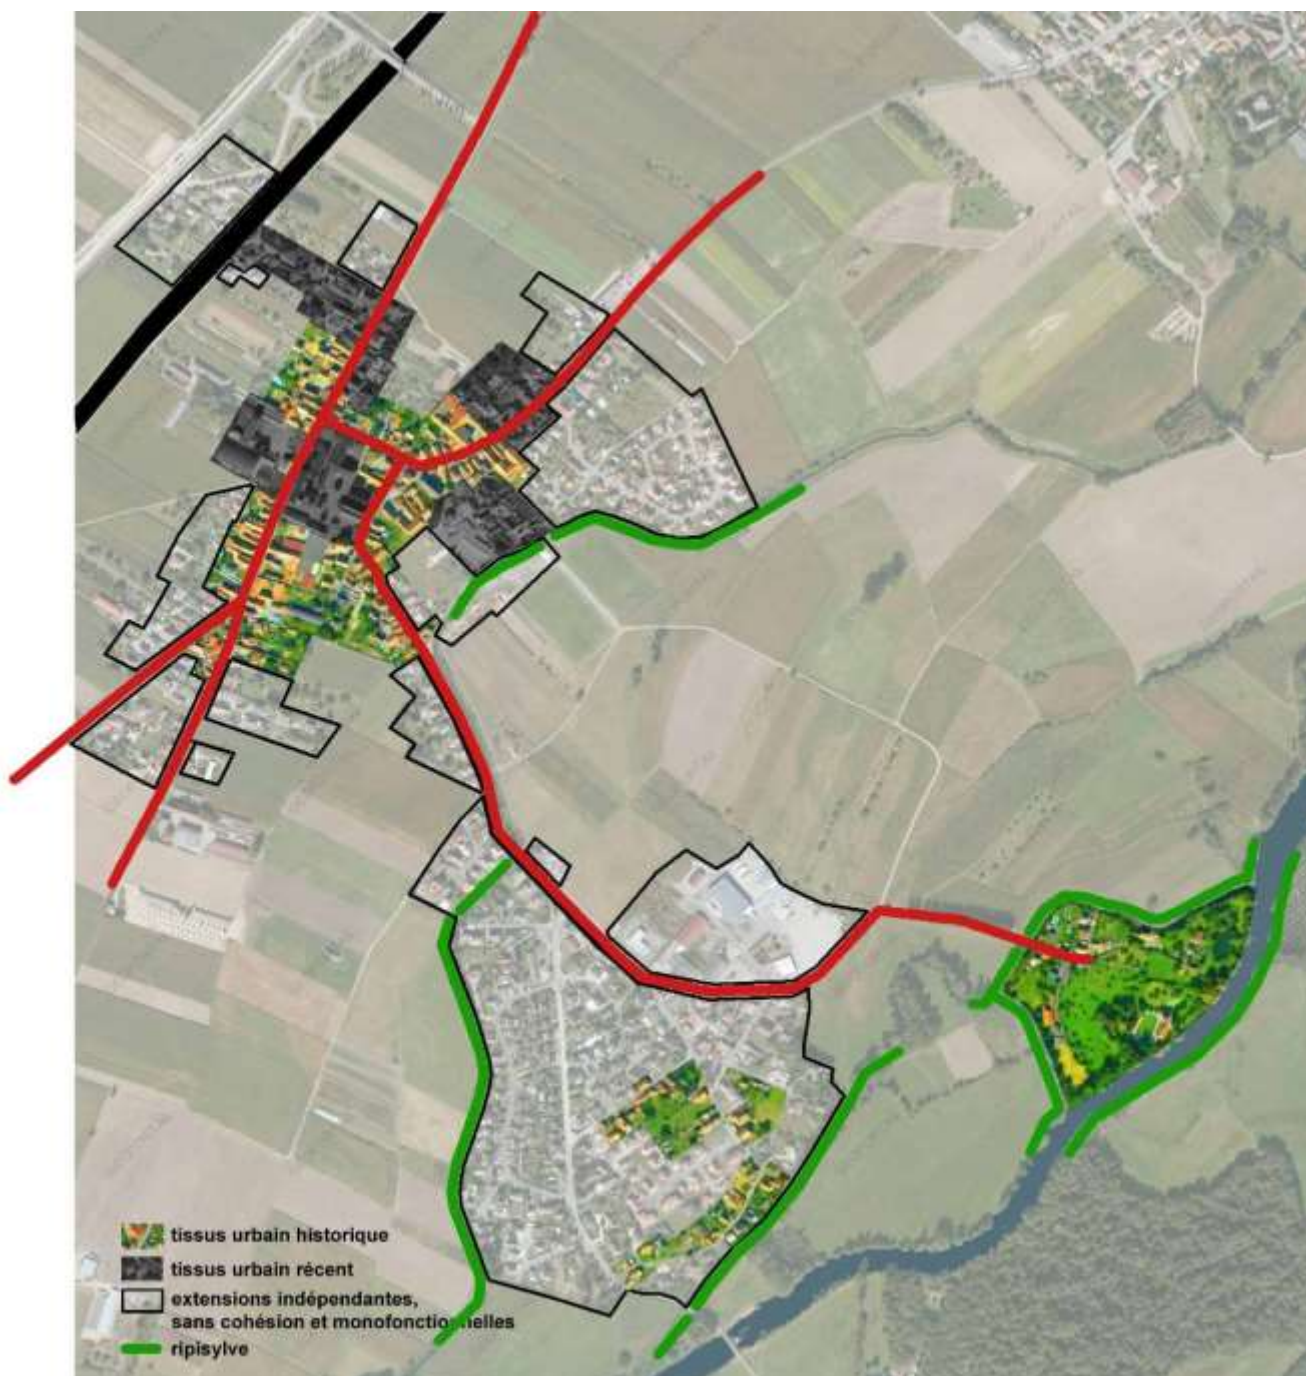 tissus urbain historique
tissus urbain récent
extensions indépendantes,
sans cohésion et monofonctionnelles
ripisylve